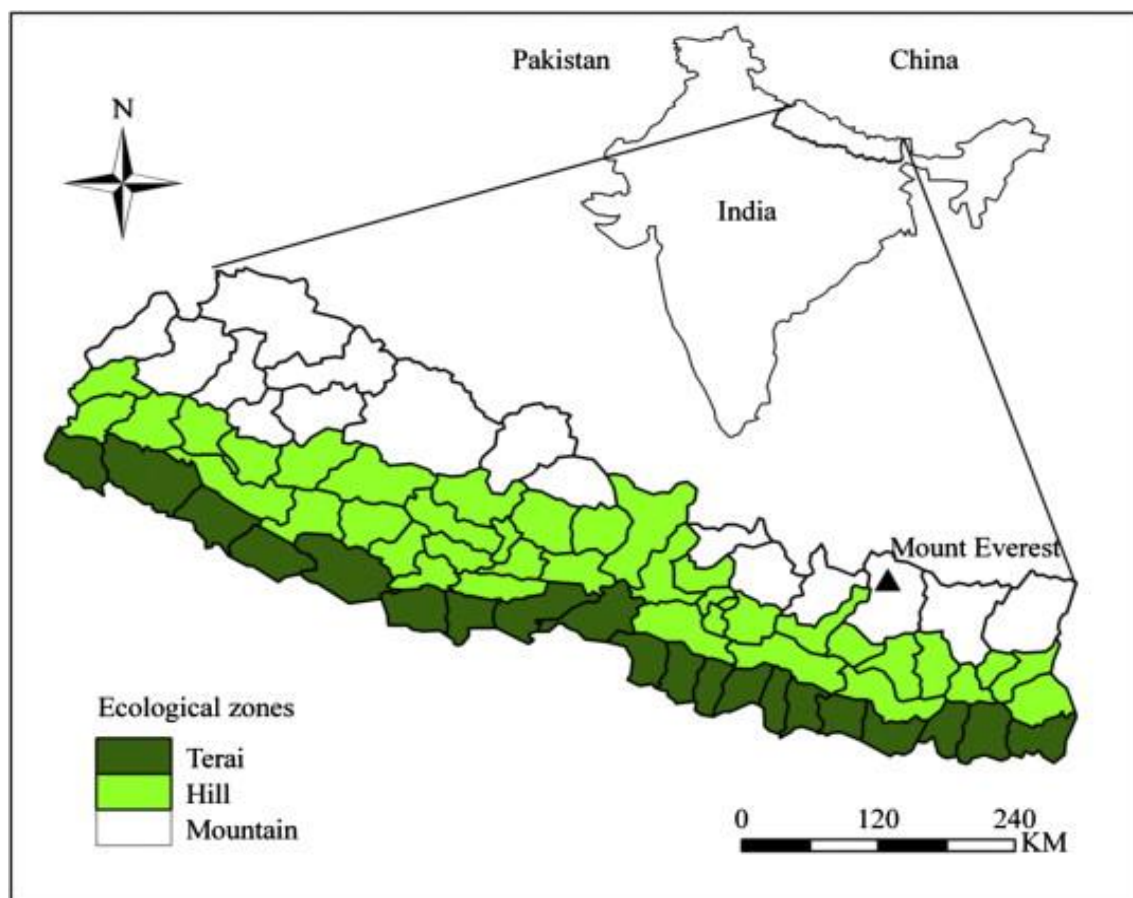 Pakistan China
N
India
Mount Everest
Ecological zones
Terai
Hill
Mountain
0 120 240
KM